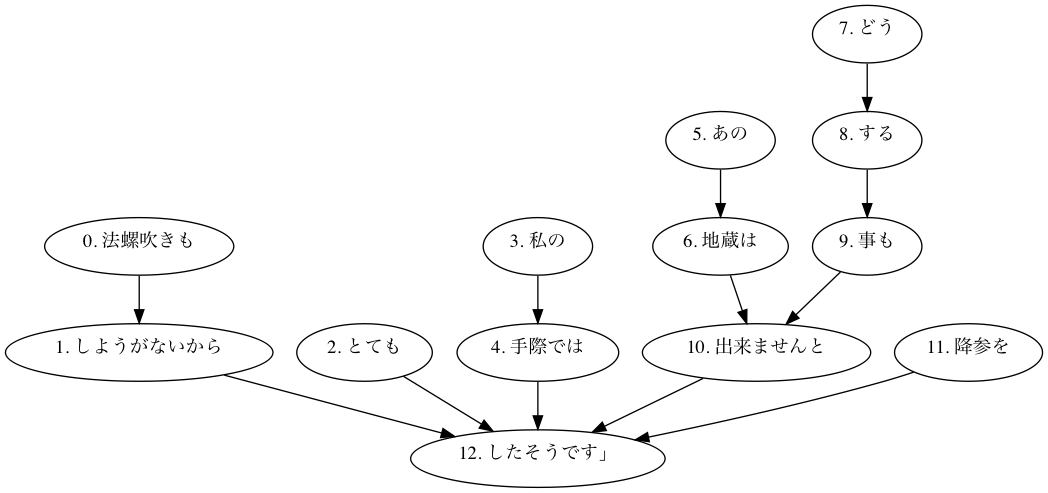 7. どう
5. あの
8. する
0. 法螺吹きも
3. 私の
6. 地蔵は
9. 事も
1. しようがないから
2. とても
4. 手際では
10. 出来ませんと
11. 降参を
12. したそうです」